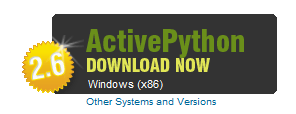 2.6
ActivePython
DOWNLOAD NOW
Windows (x86)
Other Systems and Versions